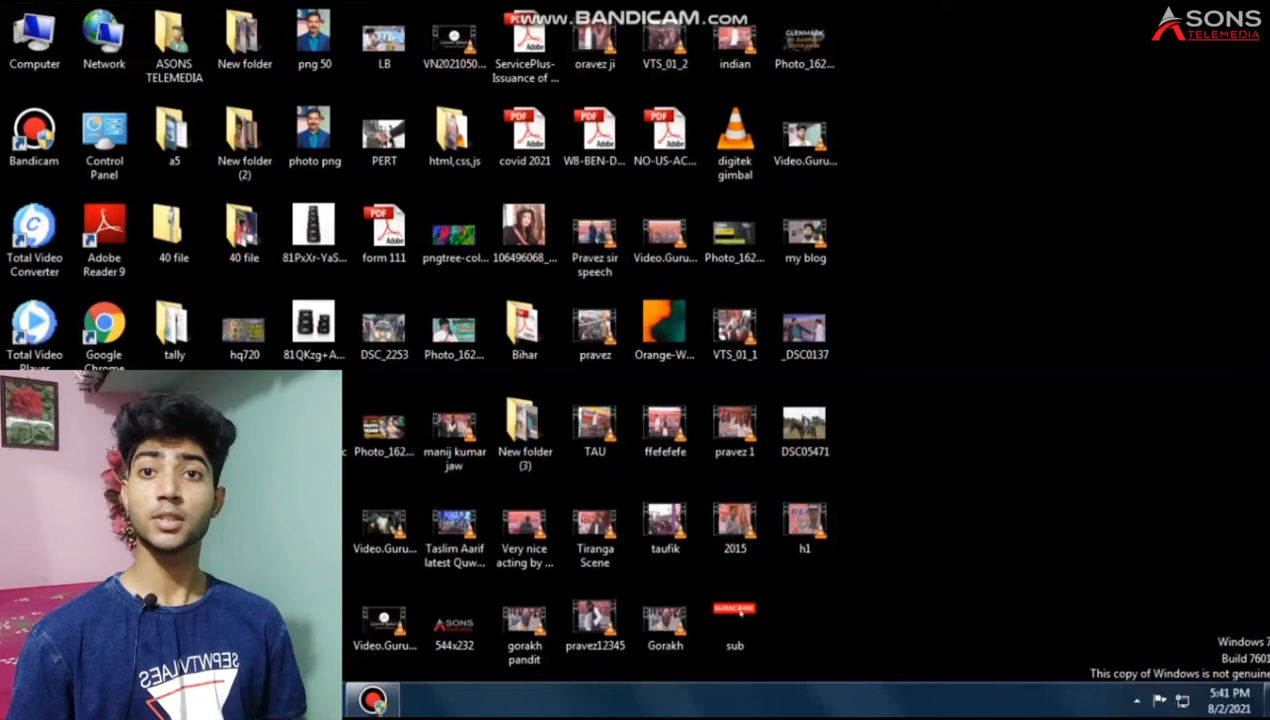 www.BANDICAM.com
ASONS
TELEMEDIA
Computer
Network
ASONS
TELEMEDIA
New folder
png 50
LB
VN2021050...
ServicePlus-
Issuance of ...
oravez ji
VTS_01_2
indian
Photo_162...
Bandicam
Control
Panel
a5
New folder
(2)
photo png
PERT
html,css,js
covid 2021
W8-BEN-D...
NO-US-AC...
digitek
gimbal
Video.Guru...
Total Video
Converter
Adobe
Reader 9
40 file
40 file
81PxXr-YaS...
form 111
pngtree-col...
106496068_...
Pravez sir
speech
Video.Guru...
Photo_162...
my blog
Total Video
Player
Google
Chrome
tally
hq720
81QKzg+A...
DSC_2253
Photo_162...
Bihar
pravez
Orange-W...
VTS_01_1
_DSC0137
Photo_162...
manij kumar
jaw
New folder
(3)
TAU
ffefefefe
pravez 1
DSC05471
Video.Guru...
Taslim Aarif
latest Quw...
Very nice
acting by ...
Tiranga
Scene
taufik
2015
h1
Video.Guru...
544x232
gorakh
pandit
pravez12345
Gorakh
SUBSCRIBE
sub
SEPWTVLAES
Windows 7
Build 7601
This copy of Windows is not genuine
5:41 PM
8/2/2021